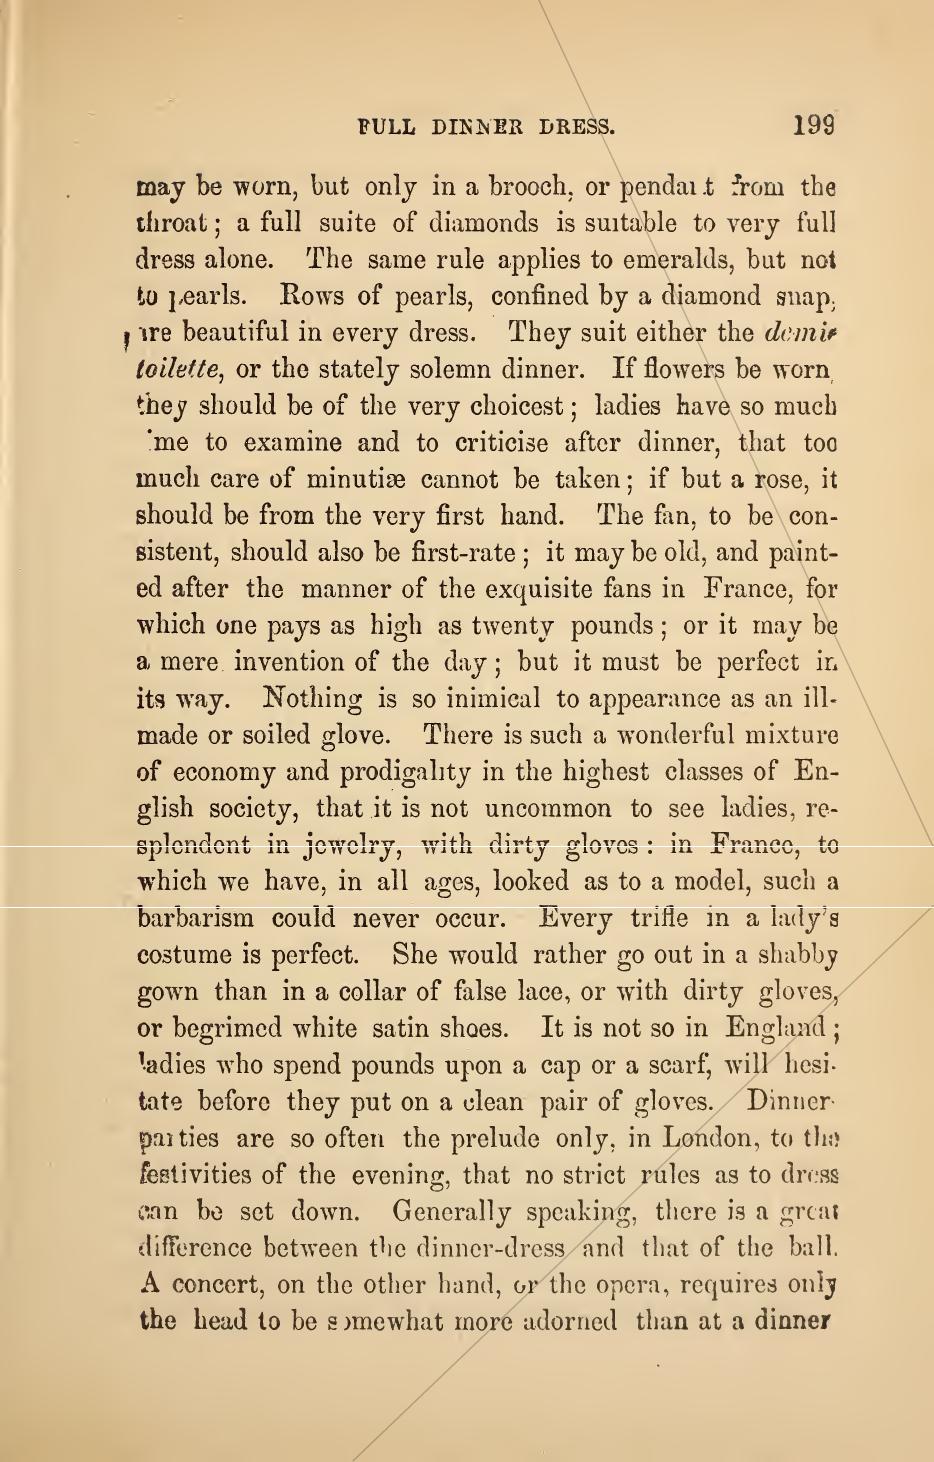 FULL DINNER DRESS. 199
may be worn, but only in a brooch, or pendant from the
throat; a full suite of diamonds is suitable to very full
dress alone. The same rule applies to emeralds, but not
to pearls. Rows of pearls, confined by a diamond snap,
are beautiful in every dress. They suit either the demi-
toilette, or the stately solemn dinner. If flowers be worn,
they should be of the very choicest; ladies have so much
time to examine and to criticise after dinner, that too
much care of minutiæ cannot be taken; if but a rose, it
should be from the very first hand. The fan, to be con-
sistent, should also be first-rate; it may be old, and paint-
ed after the manner of the exquisite fans in France, for
which one pays as high as twenty pounds; or it may be
a mere invention of the day; but it must be perfect in
its way. Nothing is so inimical to appearance as an ill-
made or soiled glove. There is such a wonderful mixture
of economy and prodigality in the highest classes of En-
glish society, that it is not uncommon to see ladies, re-
splendent in jewelry, with dirty gloves: in France, to
which we have, in all ages, looked as to a model, such a
barbarism could never occur. Every trifle in a lady's
costume is perfect. She would rather go out in a shabby
gown than in a collar of false lace, or with dirty gloves,
or begrimed white satin shoes. It is not so in England;
ladies who spend pounds upon a cap or a scarf, will hesi-
tate before they put on a clean pair of gloves. Dinner-
parties are so often the prelude only, in London, to the
festivities of the evening, that no strict rules as to dress
can be set down. Generally speaking, there is a great
difference between the dinner-dress and that of the ball.
A concert, on the other hand, or the opera, requires only
the head to be somewhat more adorned than at a dinner